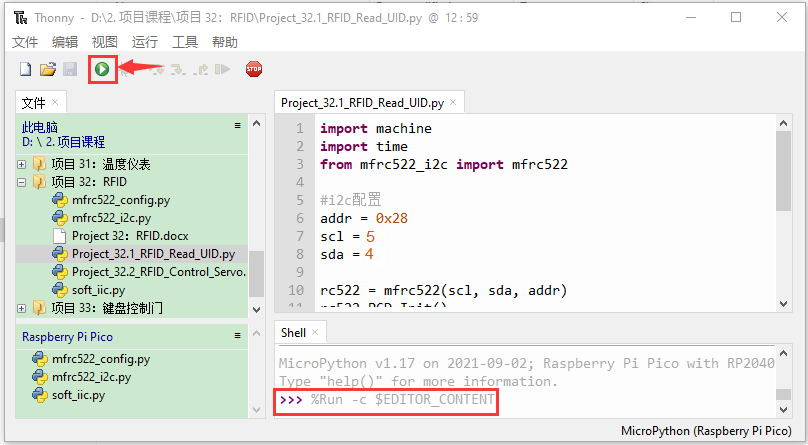 Thonny - D:\2. 项目课程\项目 32：RFID\Project_32.1_RFID_Read_UID.py @ 12 : 59
文件 编辑 视图 运行 工具 帮助
STOP
文件 ×
此电脑
D: \ 2. 项目课程
项目 31：温度仪表
项目 32：RFID
mfrc522_config.py
mfrc522_i2c.py
Project 32：RFID.docx
Project_32.1_RFID_Read_UID.py
Project_32.2_RFID_Control_Servo.
soft_iic.py
项目 33：键盘控制门
Raspberry Pi Pico
mfrc522_config.py
mfrc522_i2c.py
soft_iic.py
Project_32.1_RFID_Read_UID.py ×
1 import machine
2 import time
3 from mfrc522_i2c import mfrc522
4
5 #i2c配置
6 addr = 0x28
7 scl = 5
8 sda = 4
9
10 rc522 = mfrc522(scl, sda, addr)
11 rc522.PCD_Init()
Shell ×
MicroPython v1.17 on 2021-09-02; Raspberry Pi Pico with RP2040
Type "help()" for more information.
>>> %Run -c $EDITOR_CONTENT
MicroPython (Raspberry Pi Pico)